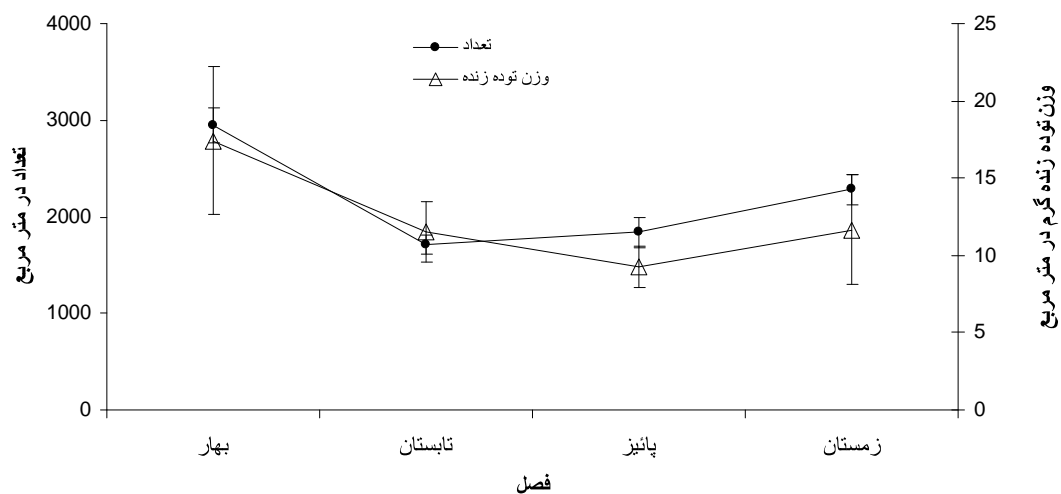 تعداد
وزن توده زنده
4000
3000
2000
1000
0
تعداد در متر مربع
25
20
15
10
5
0
وزن توده زنده گرم در متر مربع
بهار
تابستان
پائیز
زمستان
فصل